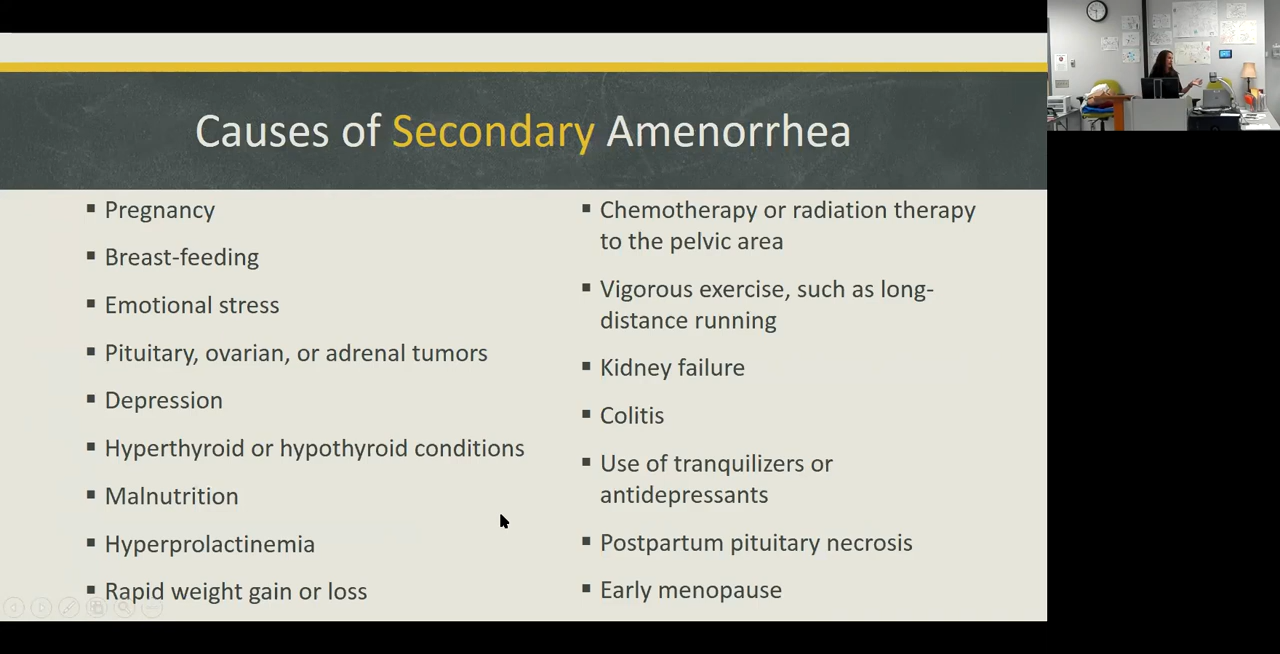 Causes of Secondary Amenorrhea
Pregnancy
Breast-feeding
Emotional stress
Pituitary, ovarian, or adrenal tumors
Depression
Hyperthyroid or hypothyroid conditions
Malnutrition
Hyperprolactinemia
Rapid weight gain or loss
Chemotherapy or radiation therapy
to the pelvic area
Vigorous exercise, such as long-
distance running
Kidney failure
Colitis
Use of tranquilizers or
antidepressants
Postpartum pituitary necrosis
Early menopause